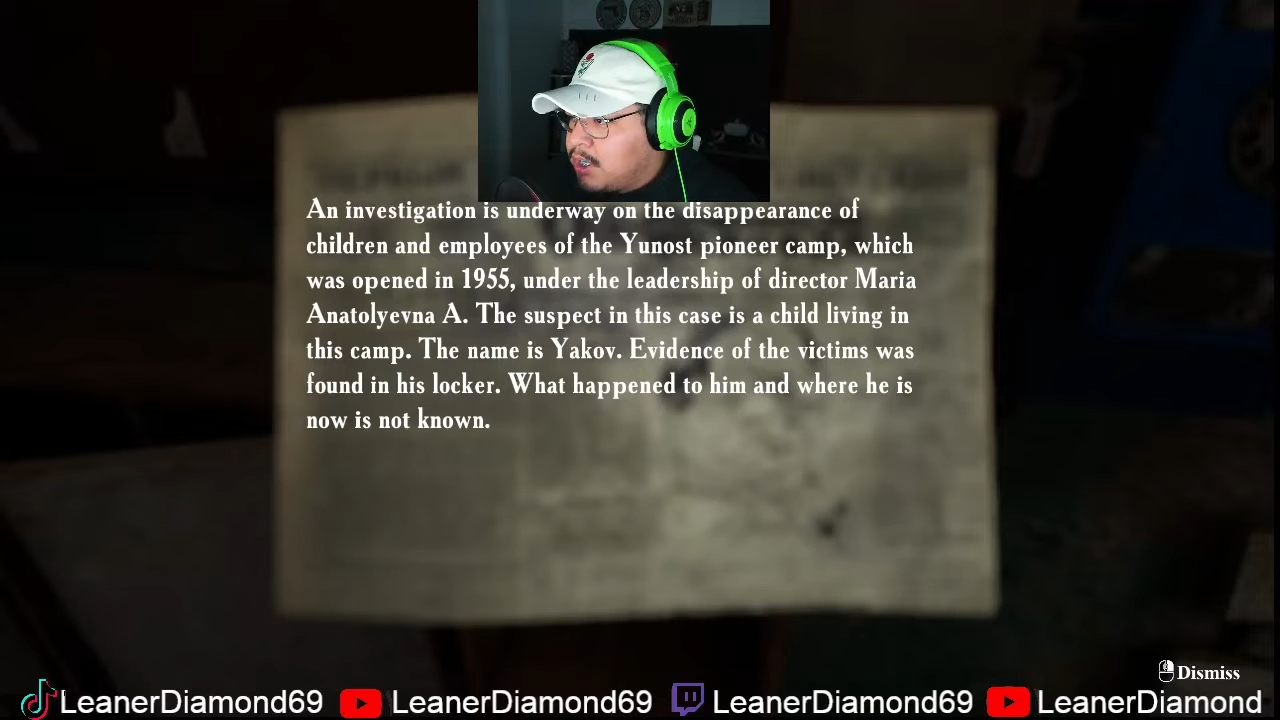 An investigation is underway on the disappearance of
children and employees of the Yunost pioneer camp, which
was opened in 1955, under the leadership of director Maria
Anatolyevna A. The suspect in this case is a child living in
this camp. The name is Yakov. Evidence of the victims was
found in his locker. What happened to him and where he is
now is not known.
Dismiss
LeanerDiamond69 LeanerDiamond69 LeanerDiamond69 LeanerDiamond